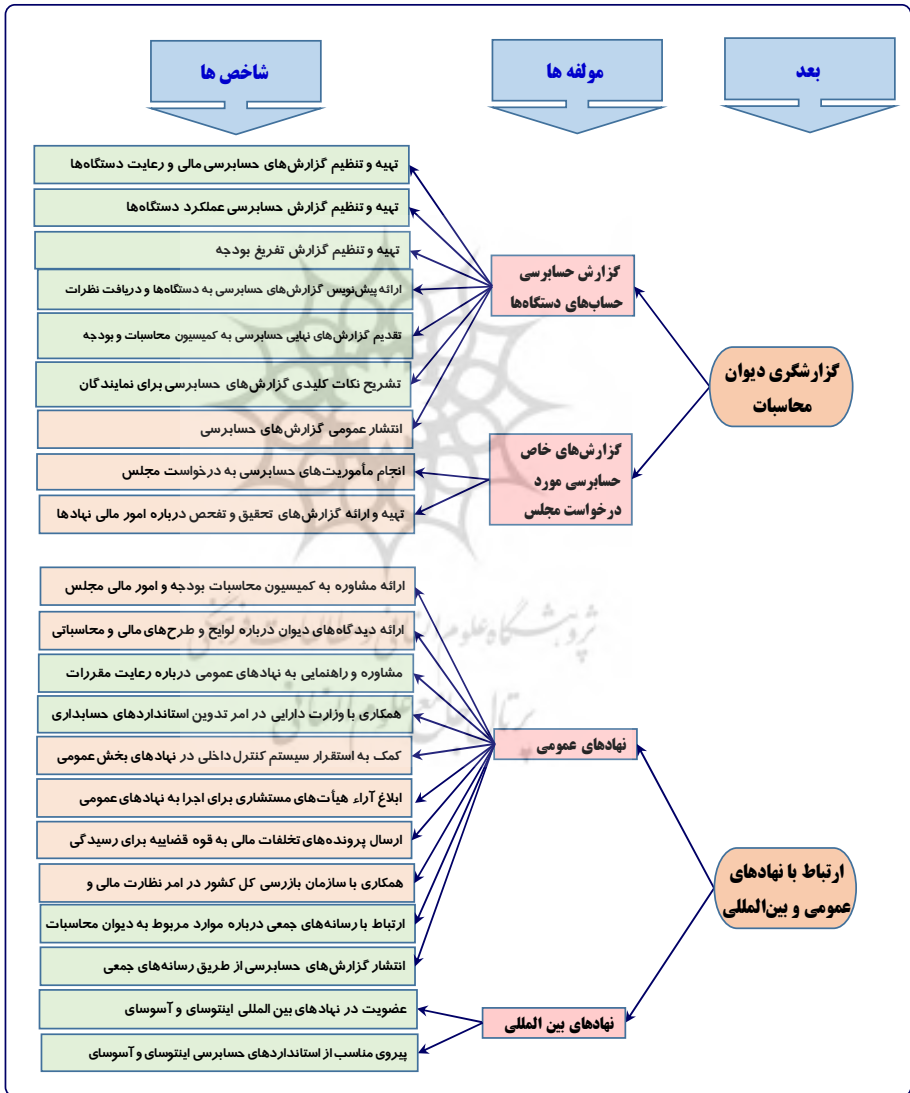 بعد
مولفه ها
شاخص ها
گزارشگری دیوان
محاسبات
گزارش حسابرسی
حساب‌های دستگاه‌ها
تهیه و تنظیم گزارش‌های حسابرسی مالی و رعایت دستگاه‌ها
تهیه و تنظیم گزارش حسابرسی عملکرد دستگاه‌ها
تهیه و تنظیم گزارش تفریغ بودجه
ارائه پیش‌نویس گزارش‌های حسابرسی به دستگاه‌ها و دریافت نظرات
تقدیم گزارش‌های نهایی حسابرسی به کمیسیون محاسبات و بودجه
تشریح نکات کلیدی گزارش‌های حسابرسی برای نمایندگان
انتشار عمومی گزارش‌های حسابرسی
گزارش‌های خاص
حسابرسی مورد
درخواست مجلس
انجام مأموریت‌های حسابرسی به درخواست مجلس
تهیه و ارائه گزارش‌های تحقیق و تفحص درباره امور مالی نهادها
ارتباط با نهادهای
عمومی و بین‌المللی
نهادهای عمومی
ارائه مشاوره به کمیسیون محاسبات بودجه و امور مالی مجلس
ارائه دیدگاه‌های دیوان درباره لوایح و طرح‌های مالی و محاسباتی
مشاوره و راهنمایی به نهادهای عمومی درباره رعایت مقررات
همکاری با وزارت دارایی در امر تدوین استانداردهای حسابداری
کمک به استقرار سیستم کنترل داخلی در نهادهای بخش عمومی
ابلاغ آراء هیأت‌های مستشاری برای اجرا به نهادهای عمومی
ارسال پرونده‌های تخلفات مالی به قوه قضاییه برای رسیدگی
همکاری با سازمان بازرسی کل کشور در امر نظارت مالی و
ارتباط با رسانه‌های جمعی درباره موارد مربوط به دیوان محاسبات
انتشار گزارش‌های حسابرسی از طریق رسانه‌های جمعی
نهادهای بین المللی
عضویت در نهادهای بین المللی اینتوسای و آسوسای
پیروی مناسب از استانداردهای حسابرسی اینتوسای و آسوسای
پژوهشگاه علوم انسانی و مطالعات فرهنگی
پرتال جامع علوم انسانی